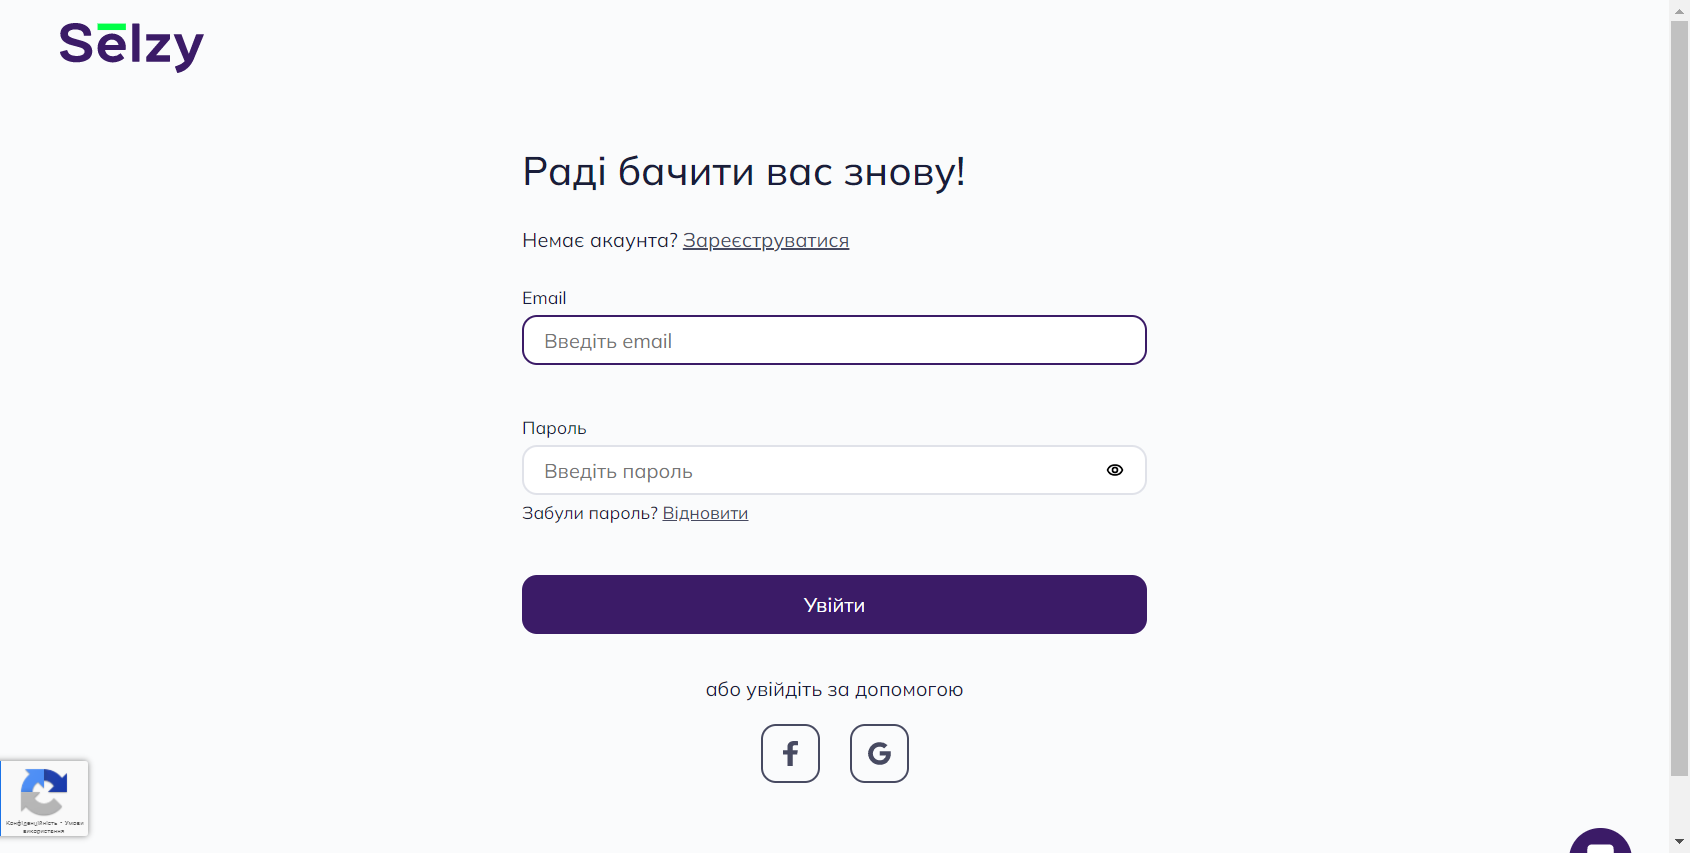 Selzy
Раді бачити вас знову!
Немає акаунта? Зареєструватися
Email
Введіть email
Пароль
Введіть пароль
Забули пароль? Відновити
Увійти
або увійдіть за допомогою
Конфіденційність - Умови
використання